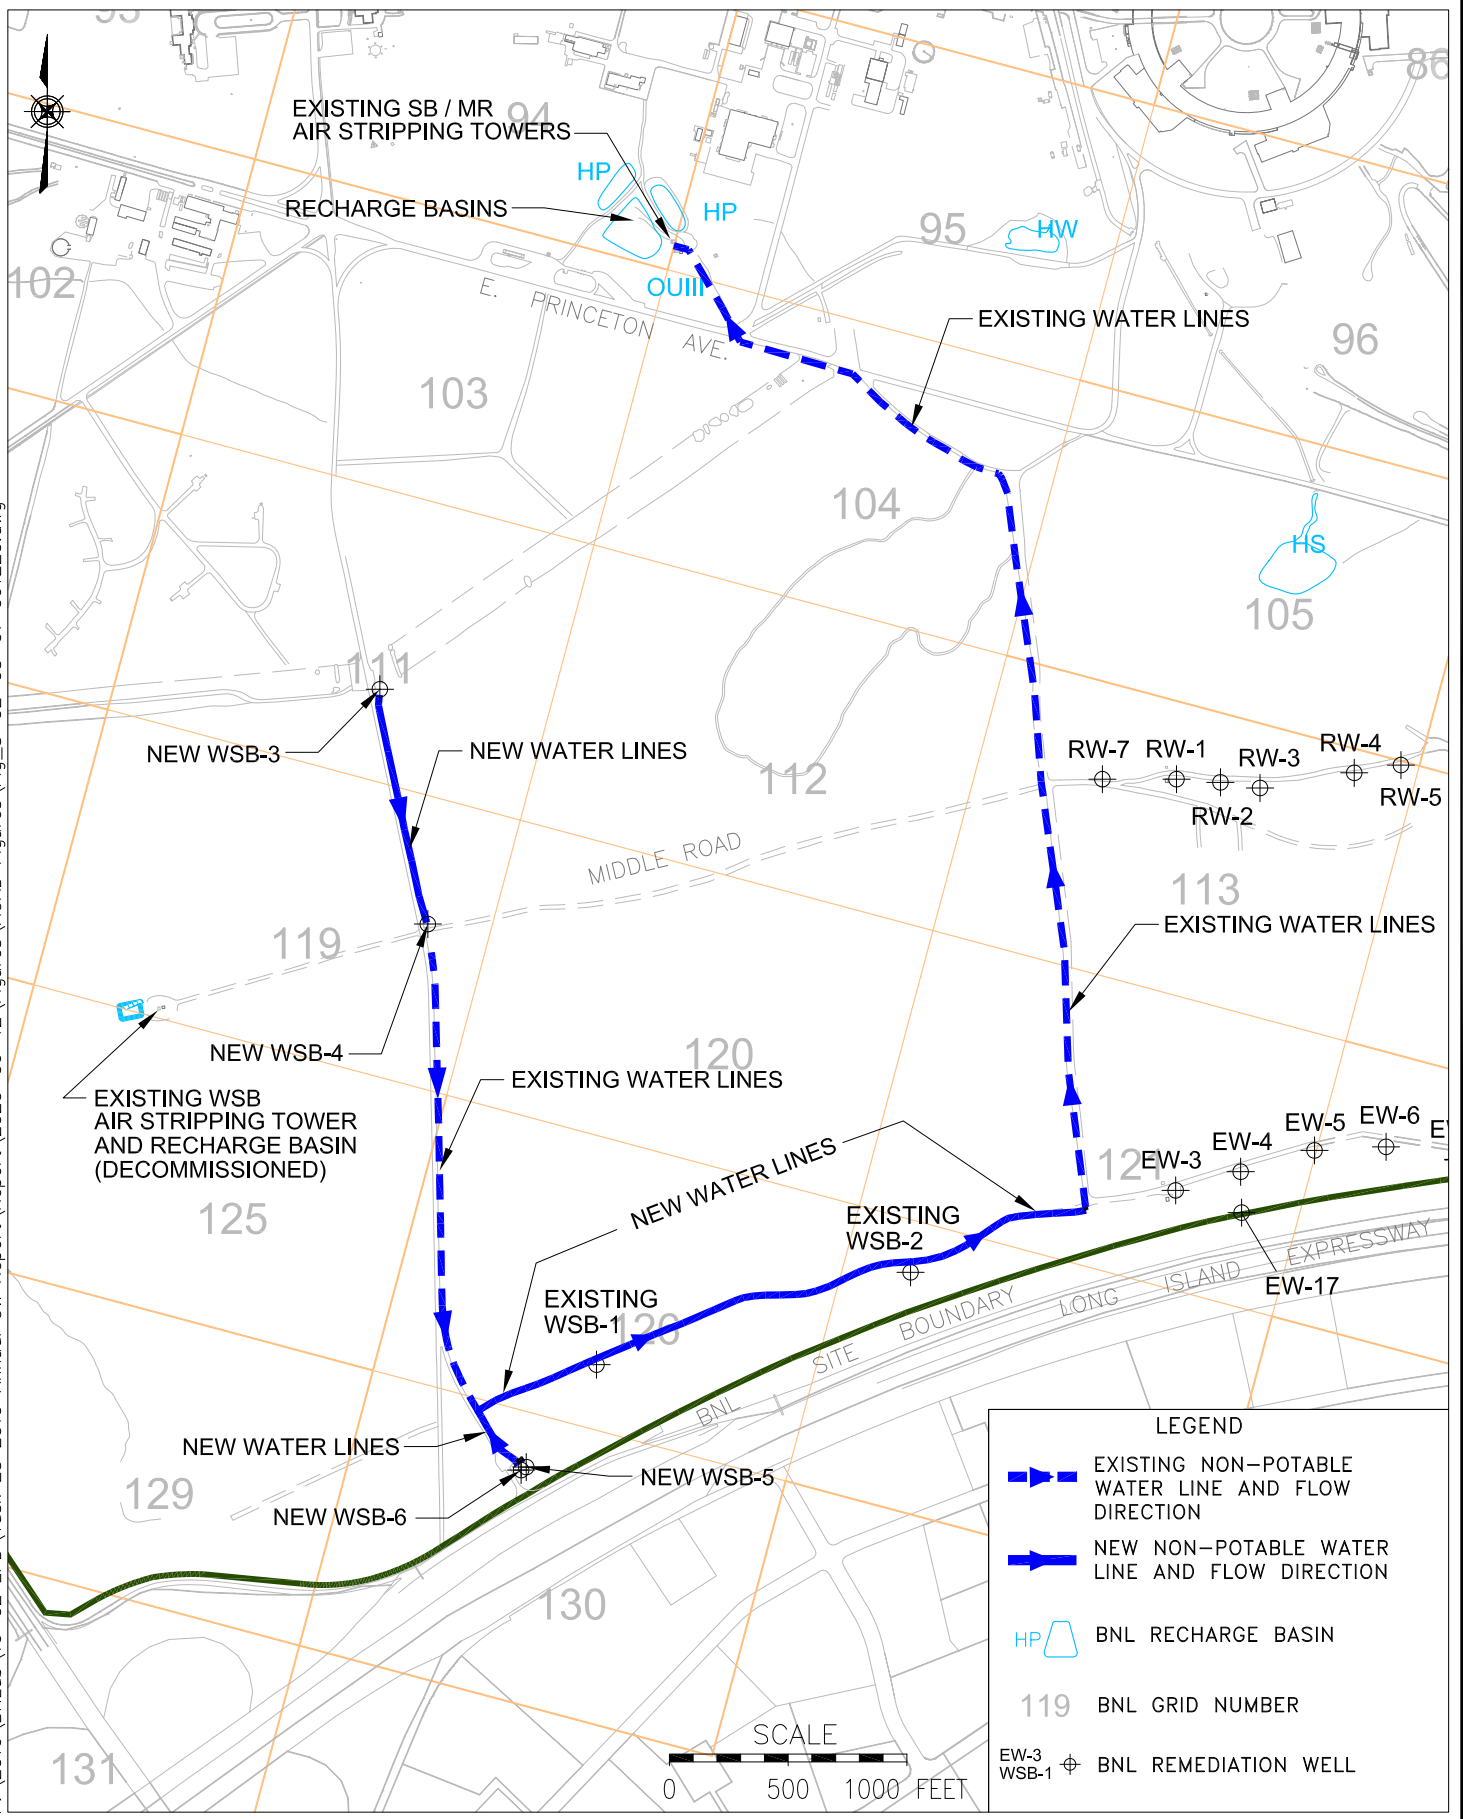 93
94
86
EXISTING SB / MR
AIR STRIPPING TOWERS
HP
RECHARGE BASINS
HP
95
HW
102
OUIII
E. PRINCETON AVE.
EXISTING WATER LINES
96
103
104
HS
105
111
NEW WSB-3
NEW WATER LINES
112
RW-7
RW-1
RW-3
RW-4
RW-2
RW-5
MIDDLE ROAD
113
119
EXISTING WATER LINES
NEW WSB-4
120
EXISTING WATER LINES
EXISTING WSB
AIR STRIPPING TOWER
AND RECHARGE BASIN
(DECOMMISSIONED)
NEW WATER LINES
121
EW-3
EW-4
EW-5
EW-6
125
EXISTING
WSB-2
EW-17
EXISTING
WSB-1
126
BNL SITE BOUNDARY
LONG ISLAND EXPRESSWAY
NEW WATER LINES
NEW WSB-5
129
NEW WSB-6
130
131
SCALE
0 500 1000 FEET
LEGEND
EXISTING NON-POTABLE
WATER LINE AND FLOW
DIRECTION
NEW NON-POTABLE WATER
LINE AND FLOW DIRECTION
HP
BNL RECHARGE BASIN
119
BNL GRID NUMBER
EW-3
WSB-1
BNL REMEDIATION WELL